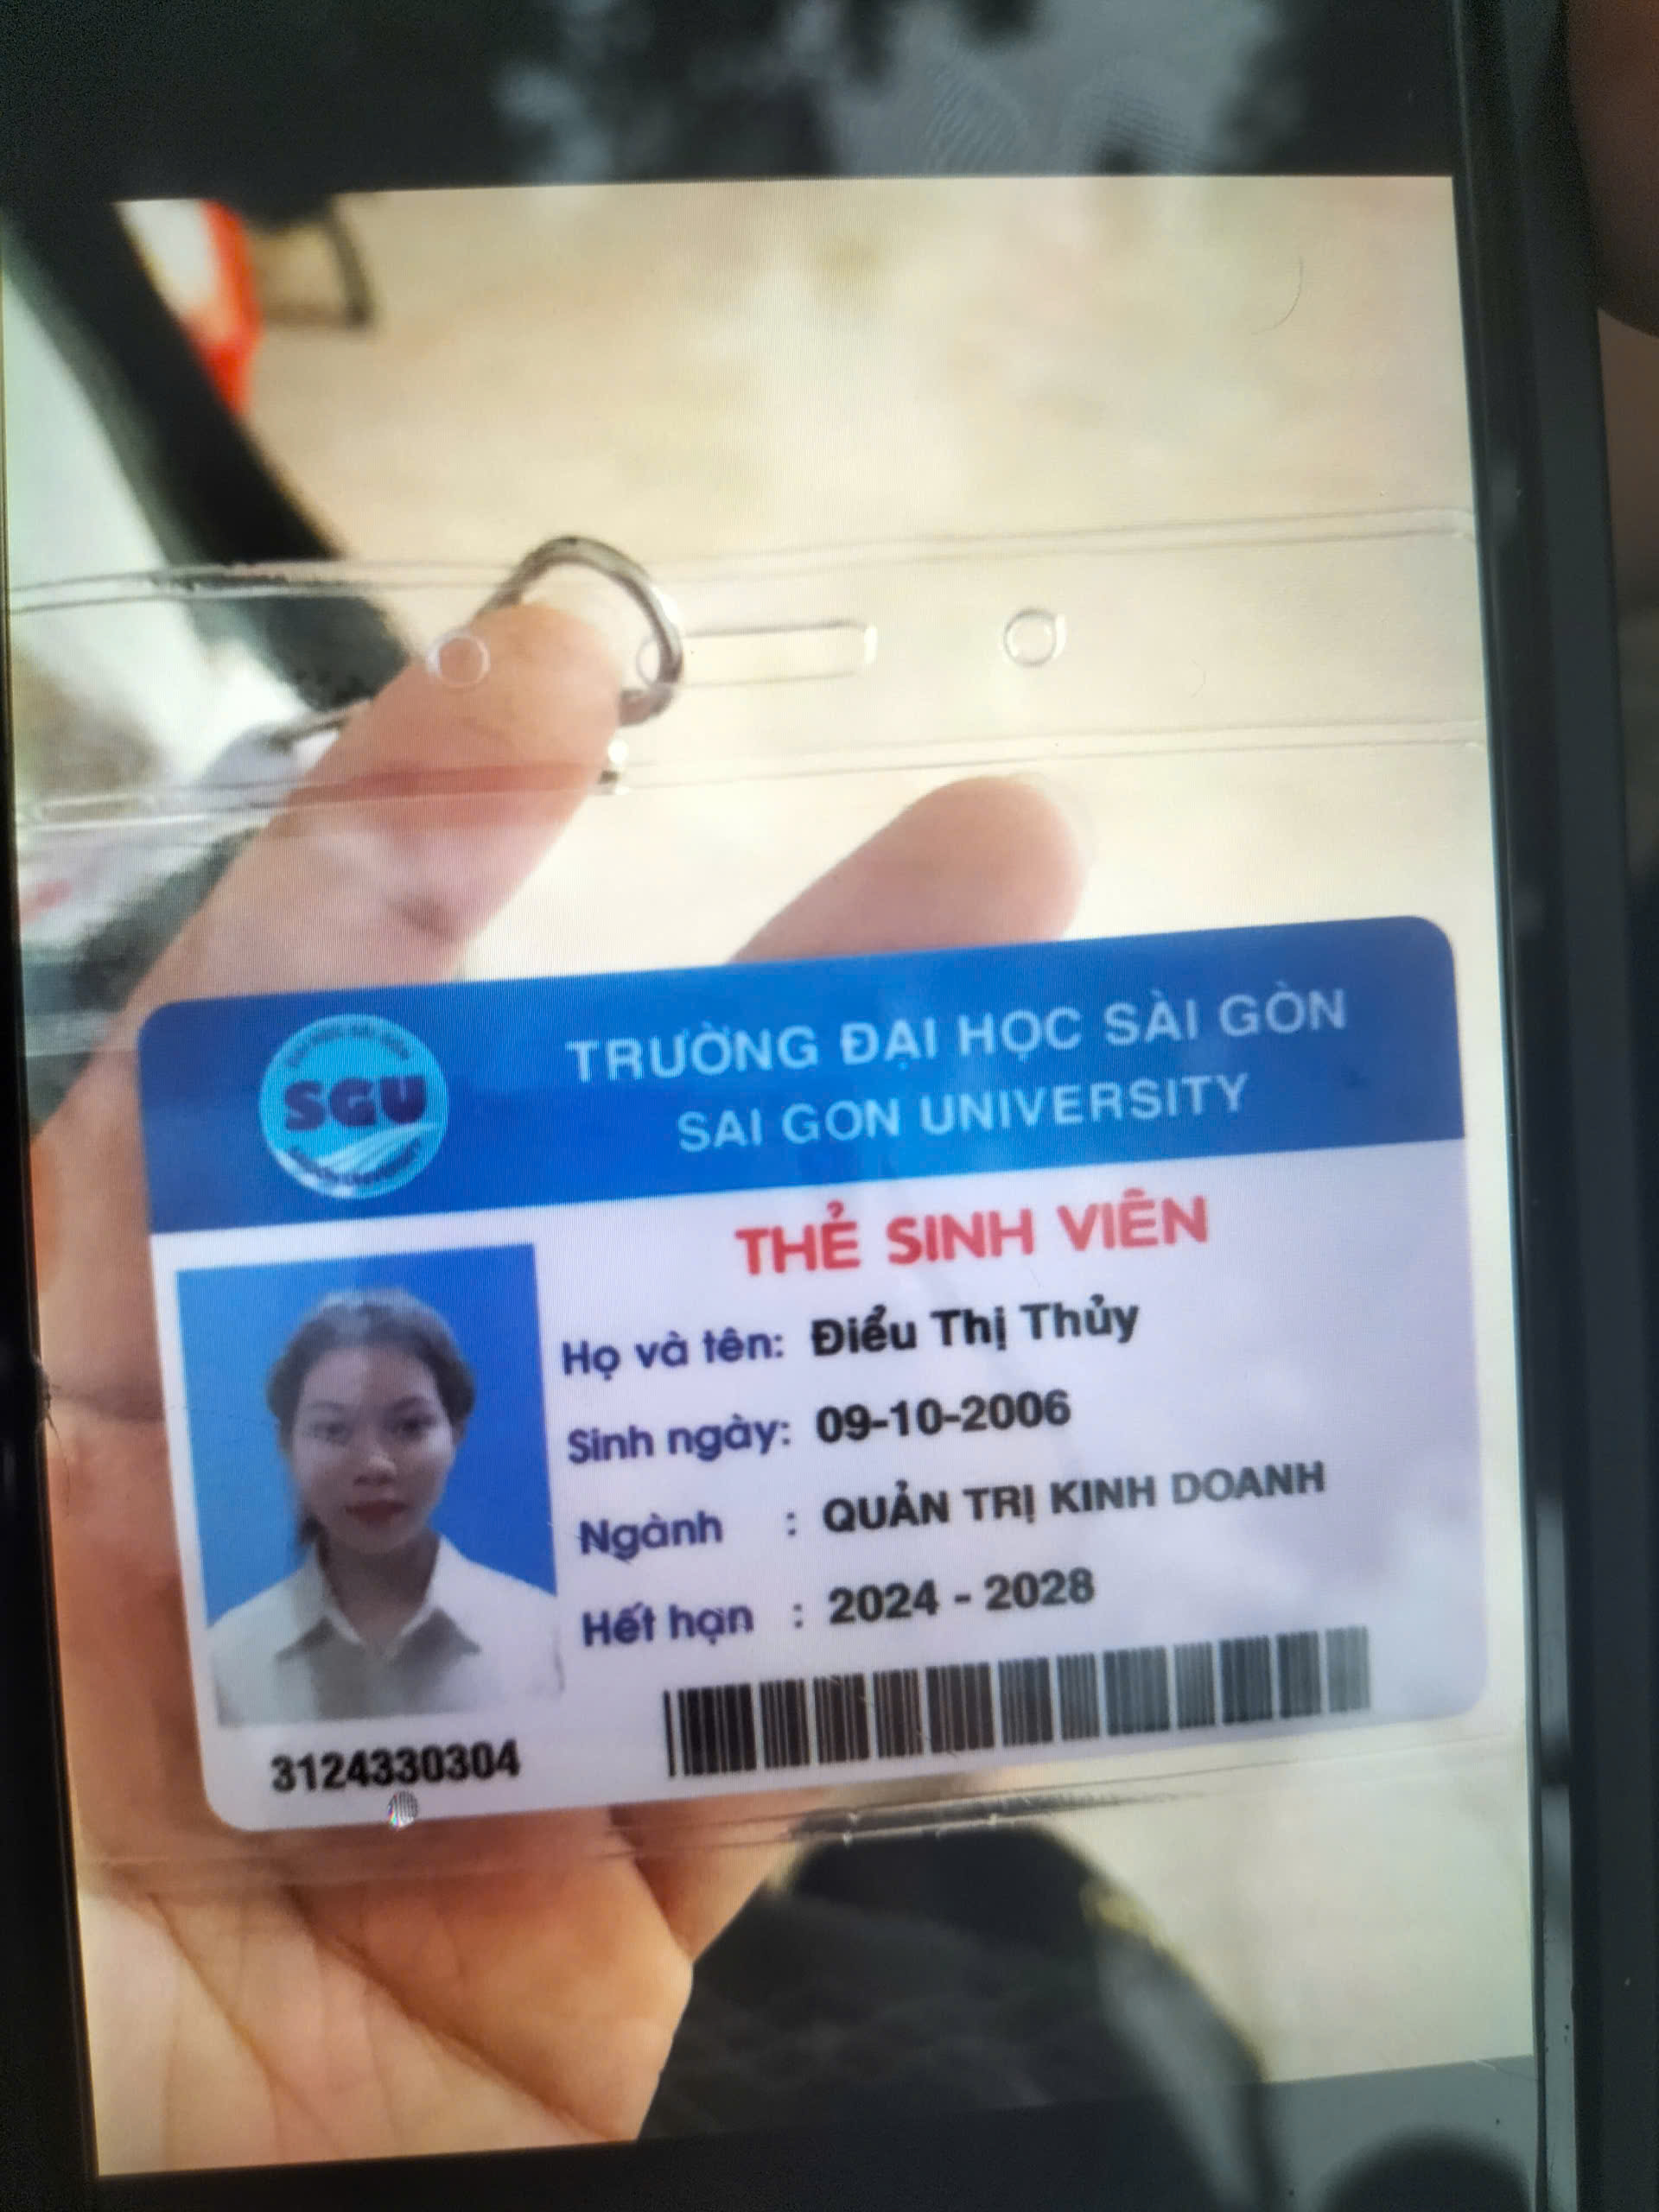 SGU
TRƯỜNG ĐẠI HỌC SÀI GÒN
SAI GON UNIVERSITY
THẺ SINH VIÊN
Họ và tên: Điểu Thị Thủy
Sinh ngày: 09-10-2006
Ngành : QUẢN TRỊ KINH DOANH
Hết hạn : 2024 - 2028
3124330304